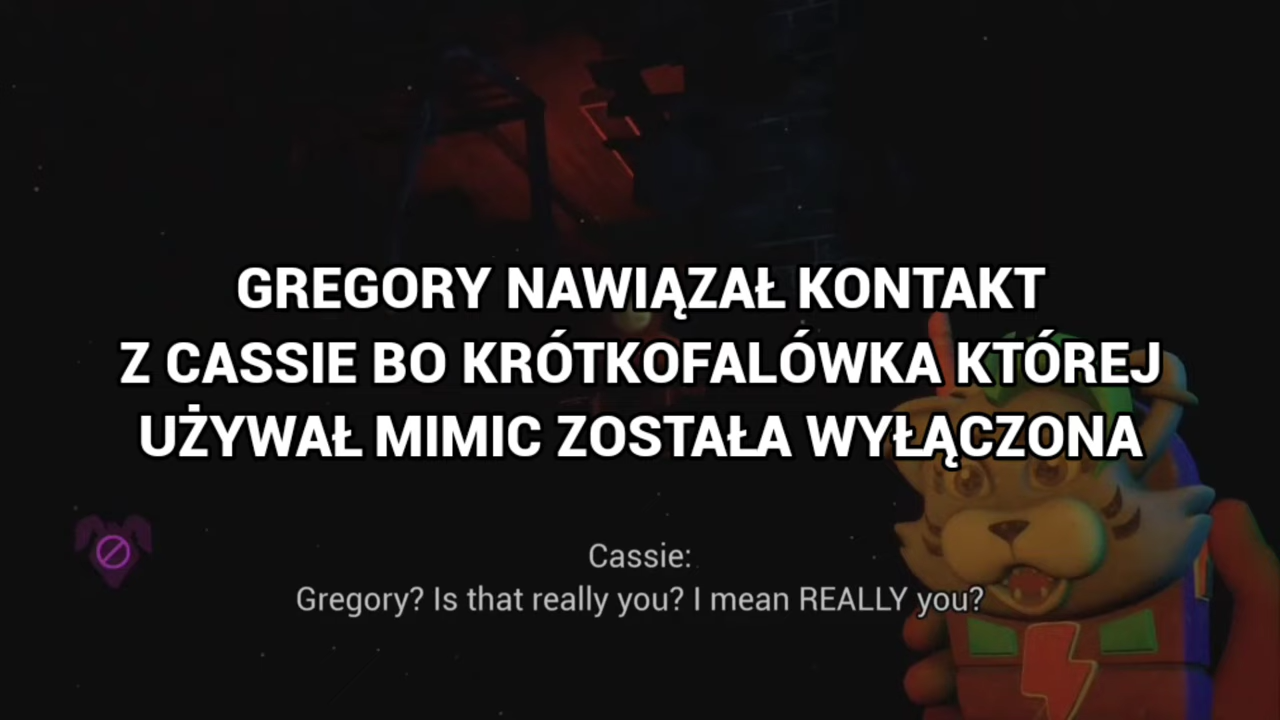 GREGORY NAWIĄZAŁ KONTAKT
Z CASSIE BO KRÓTKOFALÓWKA KTÓREJ
UŻYWAŁ MIMIC ZOSTAŁA WYŁĄCZONA
Cassie:
Gregory? Is that really you? I mean REALLY you?